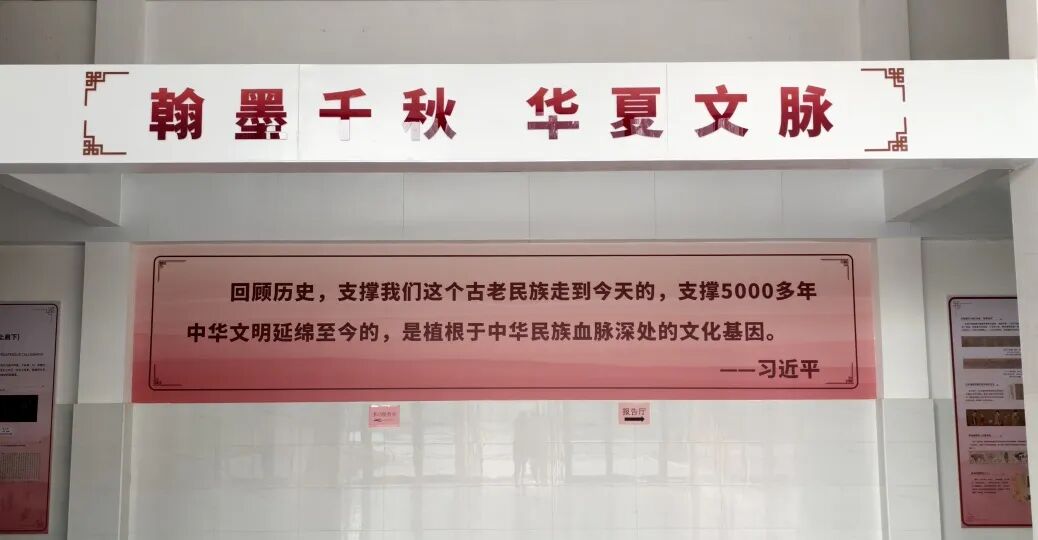 翰墨千秋 华夏文脉
回顾历史，支撑我们这个古老民族走到今天的，支撑5000多年
中华文明延绵至今的，是植根于中华民族血脉深处的文化基因。
——习近平
报告厅